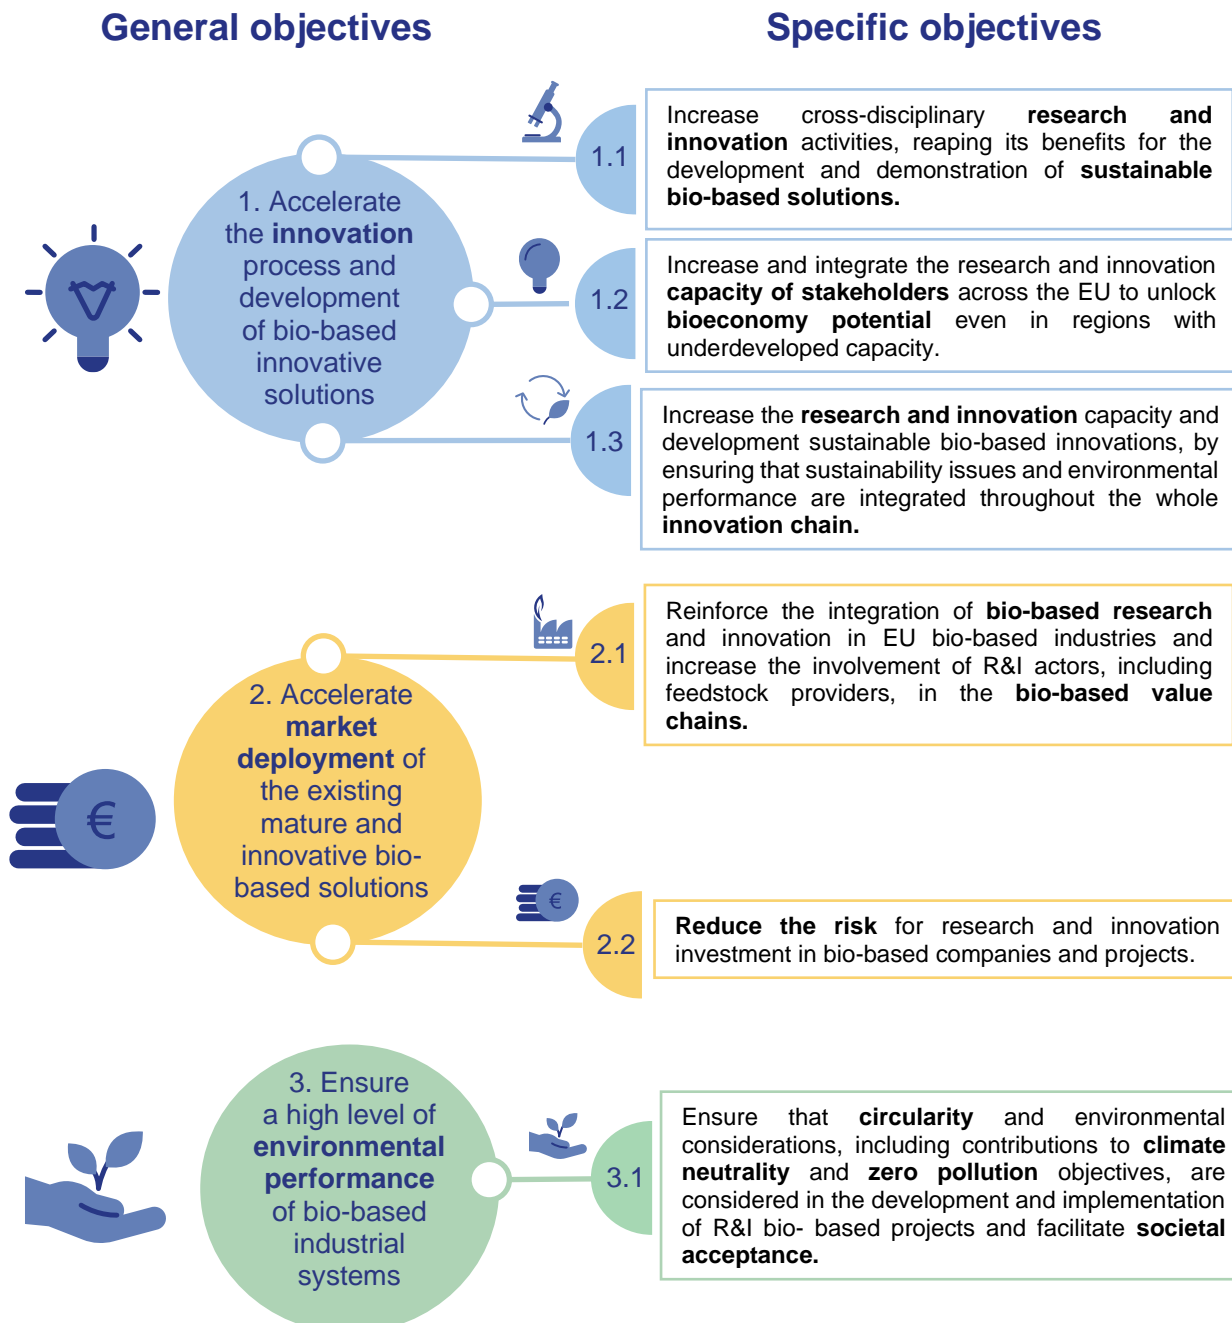 General objectives
Specific objectives
1. Accelerate
the innovation
process and
development
of bio-based
innovative
solutions
1.1
Increase cross-disciplinary research and
innovation activities, reaping its benefits for the
development and demonstration of sustainable
bio-based solutions.
1.2
Increase and integrate the research and innovation
capacity of stakeholders across the EU to unlock
bioeconomy potential even in regions with
underdeveloped capacity.
1.3
Increase the research and innovation capacity and
development sustainable bio-based innovations, by
ensuring that sustainability issues and environmental
performance are integrated throughout the whole
innovation chain.
2. Accelerate
market
deployment of
the existing
mature and
innovative bio-
based solutions
€
2.1
Reinforce the integration of bio-based research
and innovation in EU bio-based industries and
increase the involvement of R&I actors, including
feedstock providers, in the bio-based value
chains.
€
2.2
Reduce the risk for research and innovation
investment in bio-based companies and projects.
3. Ensure
a high level of
environmental
performance
of bio-based
industrial
systems
3.1
Ensure that circularity and environmental
considerations, including contributions to climate
neutrality and zero pollution objectives, are
considered in the development and implementation
of R&I bio- based projects and facilitate societal
acceptance.